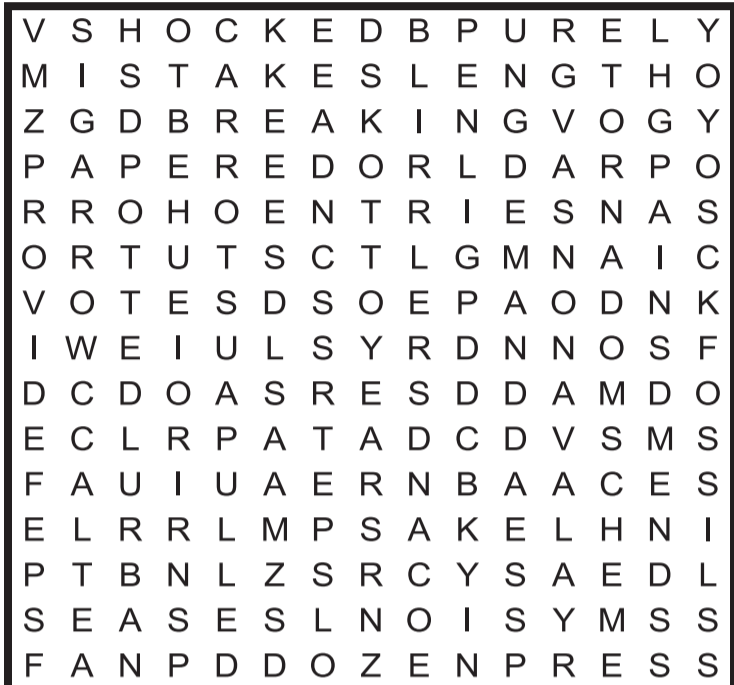 V S H O C K E D B P U R E L Y
M I S T A K E S L E N G T H O
Z G D B R E A K I N G V O G Y
P A P E R E D O R L D A R P O
R R O H O E N T R I E S N A S
O R T U T S C T L G M N A I C
V O T E S D S O E P A O D N K
I W E I U L S Y R D N N O S F
D C D O A S R E S D D A M D O
E C L R P A T A D C D V S M S
F A U I U A E R N B A A C E S
E L R R L M P S A K E L H N I
P T B N L Z S R C Y S A E D L
S E A S E S L N O I S Y M S S
F A N P D D O Z E N P R E S S